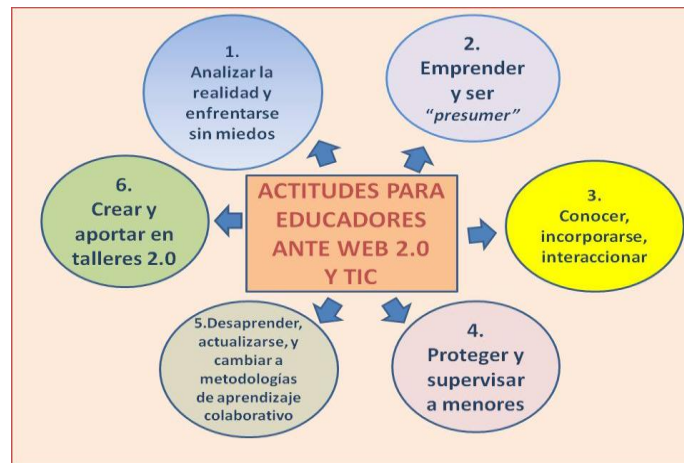 1.
Analizar la
realidad y
enfrentarse
sin miedos
2.
Emprender
y ser
“presumer”
ACTITUDES PARA
EDUCADORES
ANTE WEB 2.0
Y TIC
3.
Conocer,
incorporarse,
interaccionar
4.
Proteger y
supervisar
a menores
5.Desaprender,
actualizarse, y
cambiar a
metodologías
de aprendizaje
colaborativo
6.
Crear y
aportar en
talleres 2.0